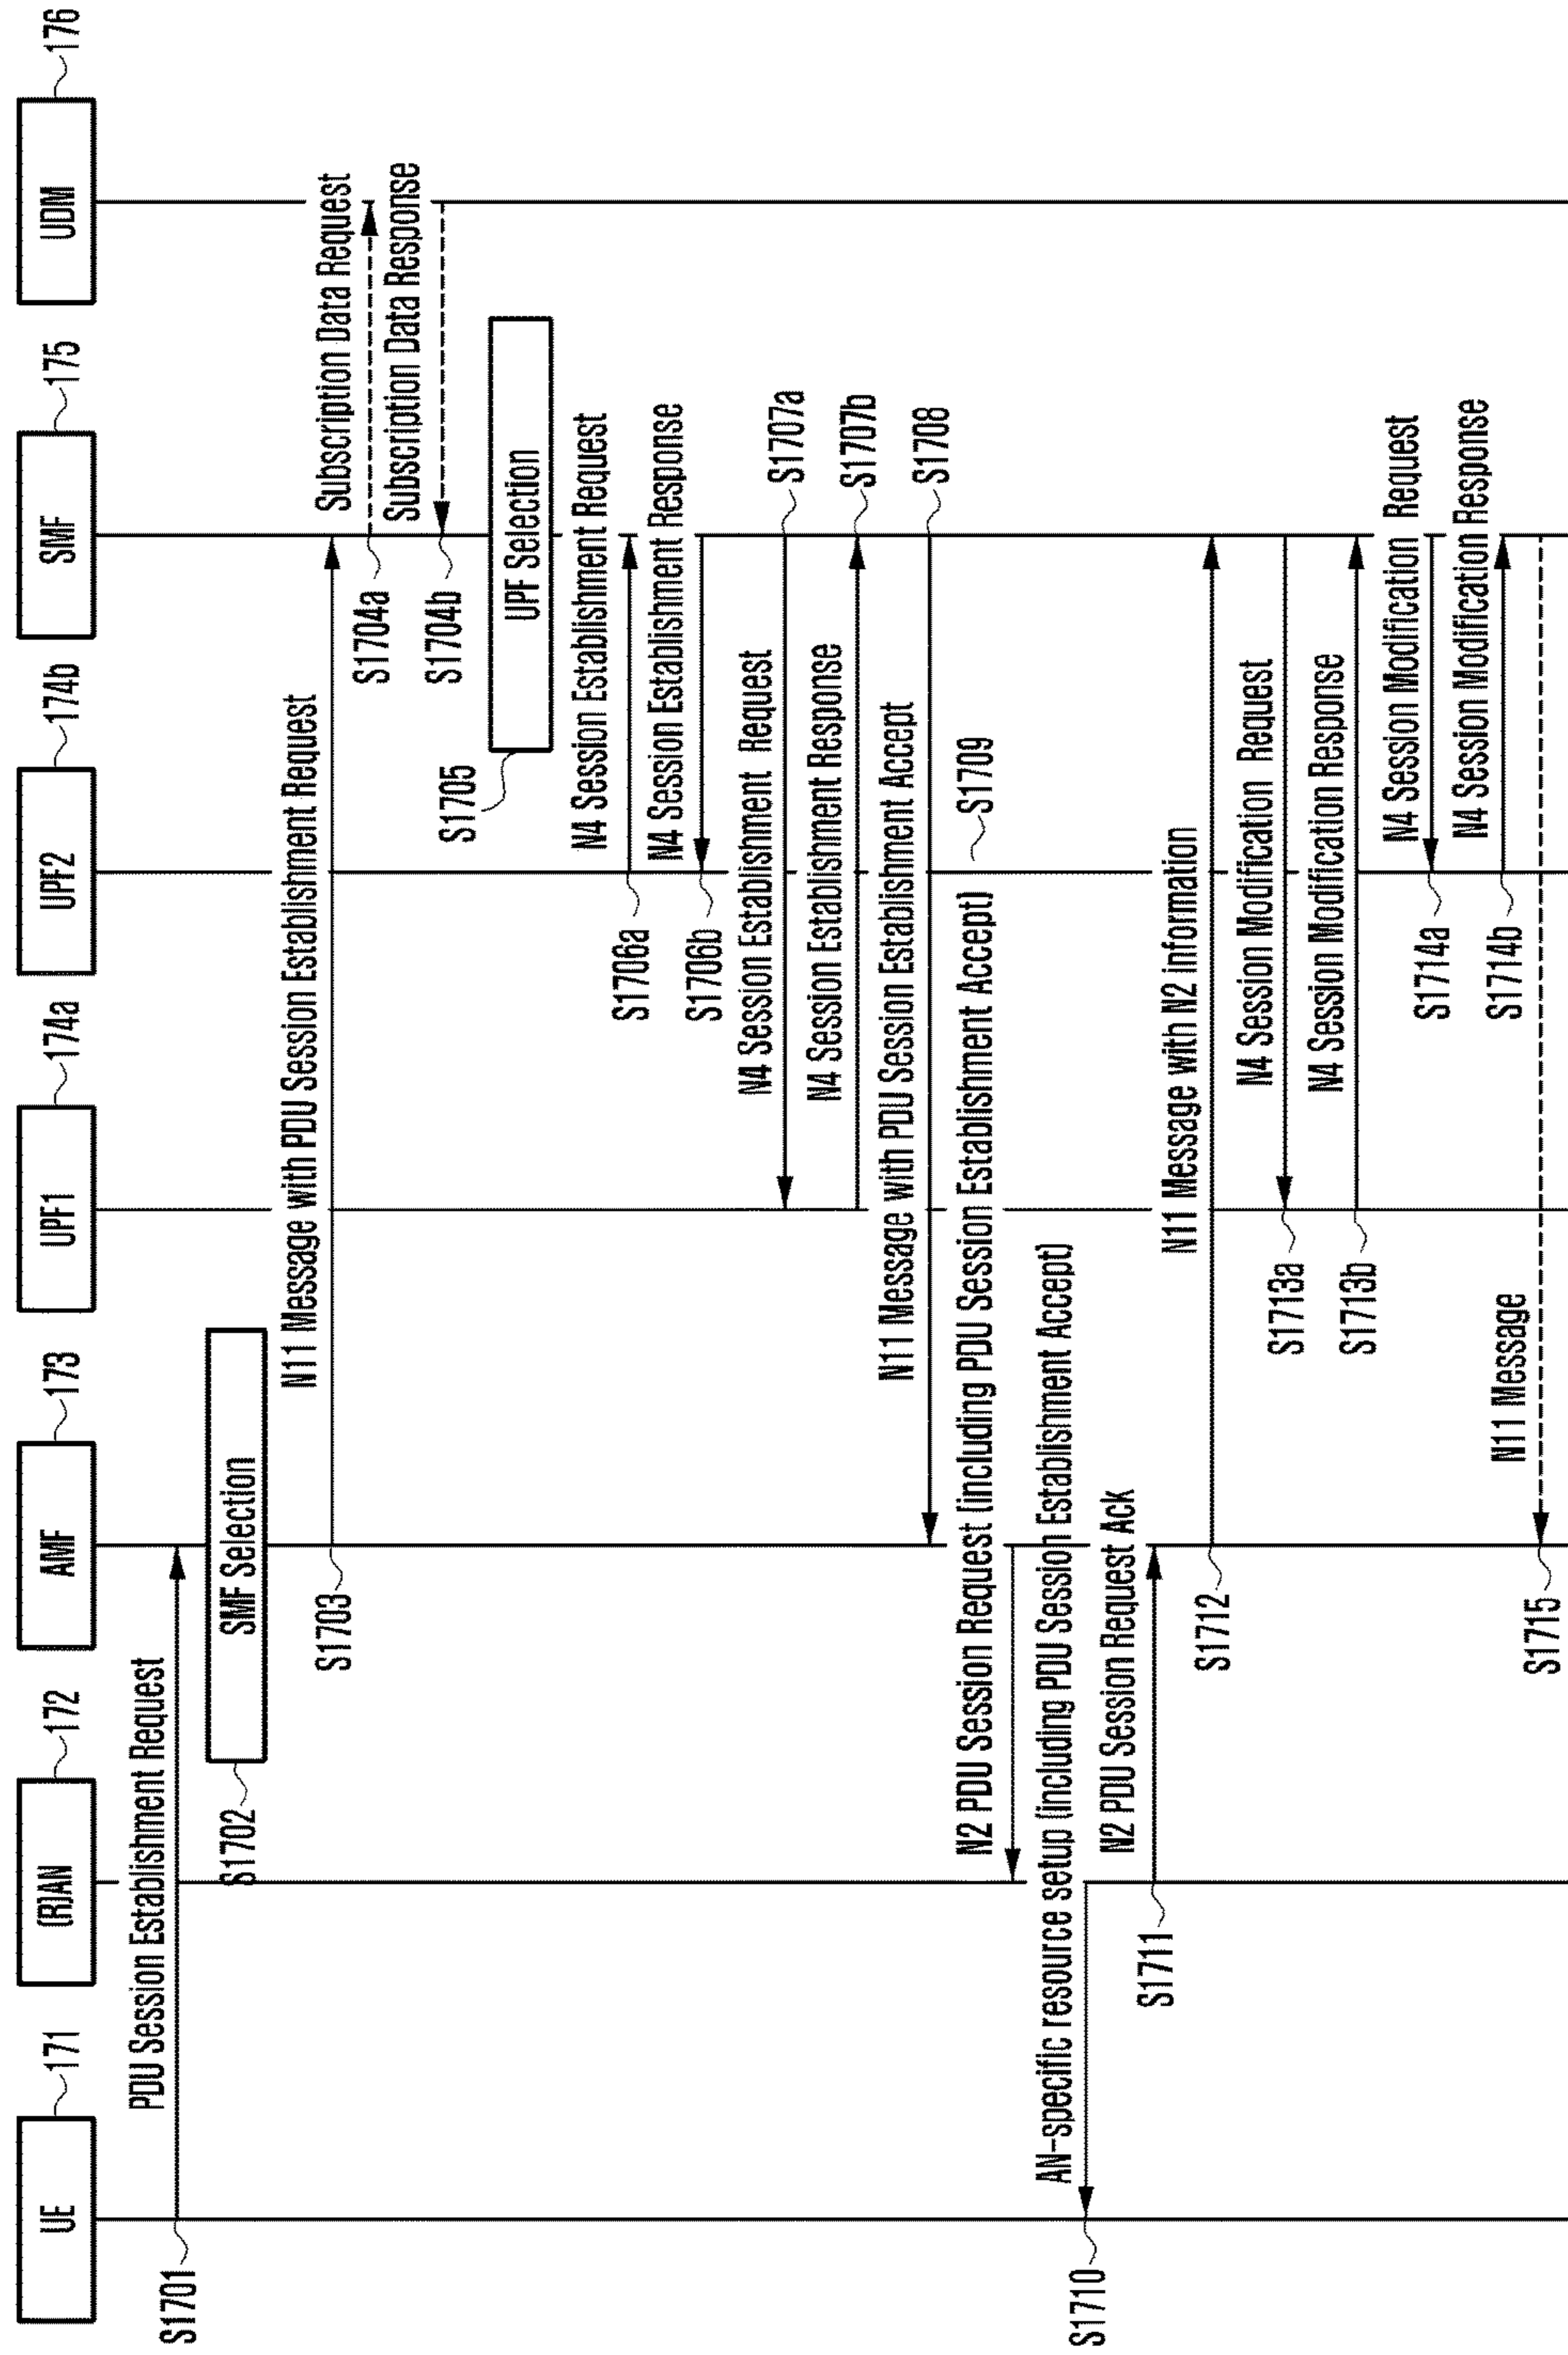 UE
171
(R)AN
172
AMF
173
UPF1
174a
UPF2
174b
SMF
175
UDM
176
PDU Session Establishment Request
S1701
SMF Selection
S1702
N11 Message with PDU Session Establishment Request
S1703
Subscription Data Request
S1704a
Subscription Data Response
S1704b
UPF Selection
S1705
N4 Session Establishment Request
S1706a
N4 Session Establishment Response
S1706b
N4 Session Establishment Request
S1707a
N4 Session Establishment Response
S1707b
N11 Message with PDU Session Establishment Accept
S1708
N2 PDU Session Request (including PDU Session Establishment Accept)
S1709
AN-specific resource setup (including PDU Session Establishment Accept)
S1710
N2 PDU Session Request Ack
S1711
N11 Message with N2 information
S1712
N4 Session Modification Request
S1713a
N4 Session Modification Response
S1713b
N4 Session Modification Request
S1714a
N4 Session Modification Response
S1714b
N11 Message
S1715